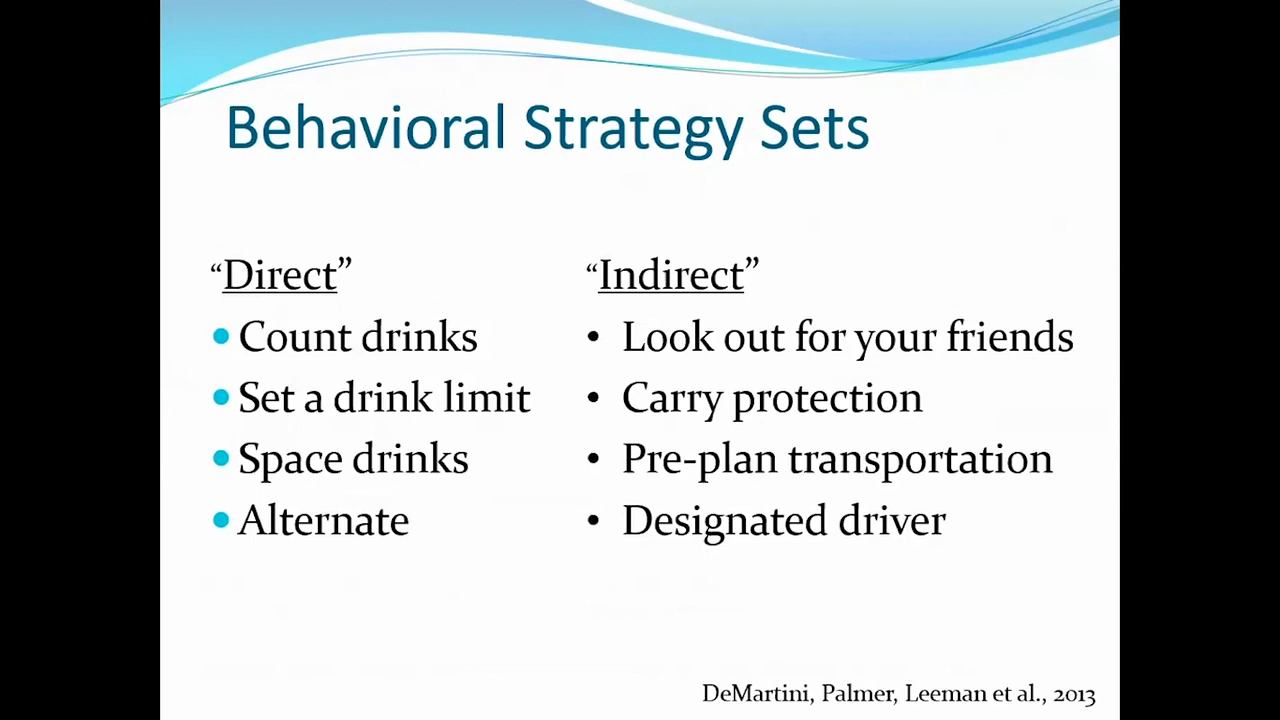 Behavioral Strategy Sets
“Direct”
• Count drinks
• Set a drink limit
• Space drinks
• Alternate
“Indirect”
• Look out for your friends
• Carry protection
• Pre-plan transportation
• Designated driver
DeMartini, Palmer, Leeman et al., 2013